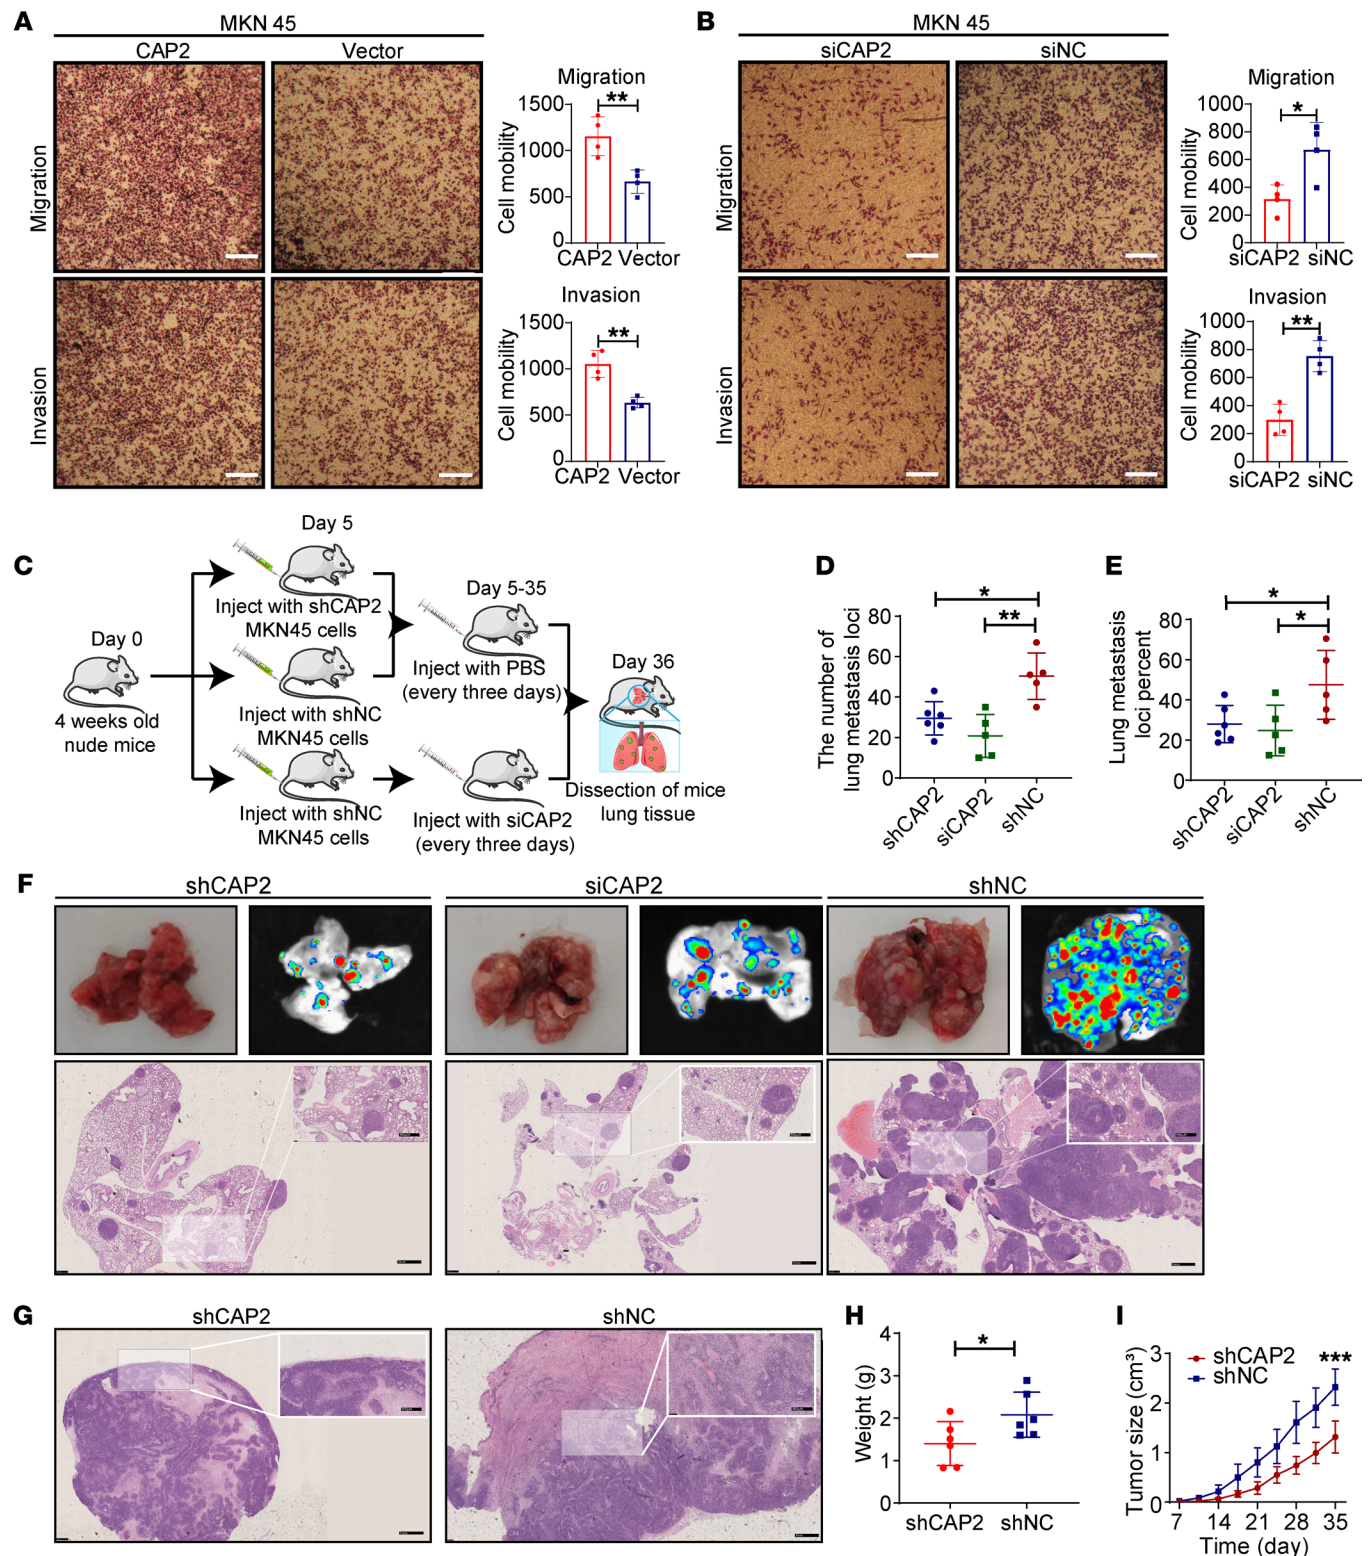 A
MKN 45
CAP2
Vector
Migration
Invasion
Migration
1500
1000
500
0
Cell mobility
**
CAP2 Vector
Invasion
1500
1000
500
0
Cell mobility
**
CAP2 Vector
B
MKN 45
siCAP2
siNC
Migration
Invasion
Migration
1000
800
600
400
200
0
Cell mobility
*
siCAP2 siNC
Invasion
1000
800
600
400
200
0
Cell mobility
**
siCAP2 siNC
C
Day 0
4 weeks old
nude mice
Day 5
Inject with shCAP2
MKN45 cells
Inject with shNC
MKN45 cells
Inject with shNC
MKN45 cells
Day 5-35
Inject with PBS
(every three days)
Inject with siCAP2
(every three days)
Day 36
Dissection of mice
lung tissue
D
The number of
lung metastasis loci
80
60
40
20
0
*
**
shCAP2
siCAP2
shNC
E
Lung metastasis
loci percent
80
60
40
20
0
*
*
shCAP2
siCAP2
shNC
F
shCAP2
siCAP2
shNC
G
shCAP2
shNC
H
Weight (g)
4
3
2
1
0
*
shCAP2
shNC
I
Tumor size (cm³)
3
2
1
0
shCAP2
shNC
***
7 14 21 28 35
Time (day)